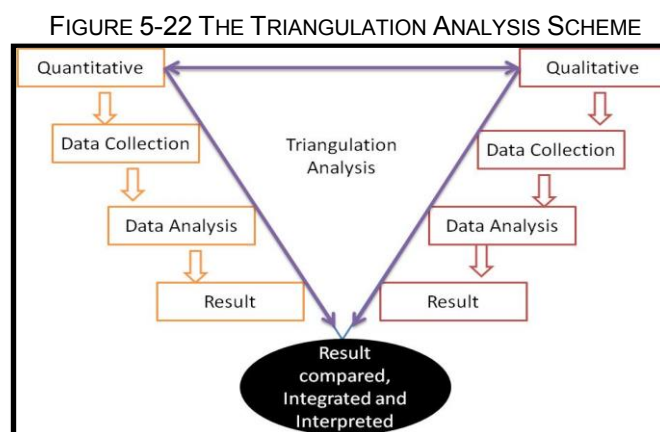 FIGURE 5-22 THE TRIANGULATION ANALYSIS SCHEME
Quantitative
Qualitative
Data Collection
Triangulation
Analysis
Data Collection
Data Analysis
Data Analysis
Result
Result
Result
compared,
Integrated and
Interpreted